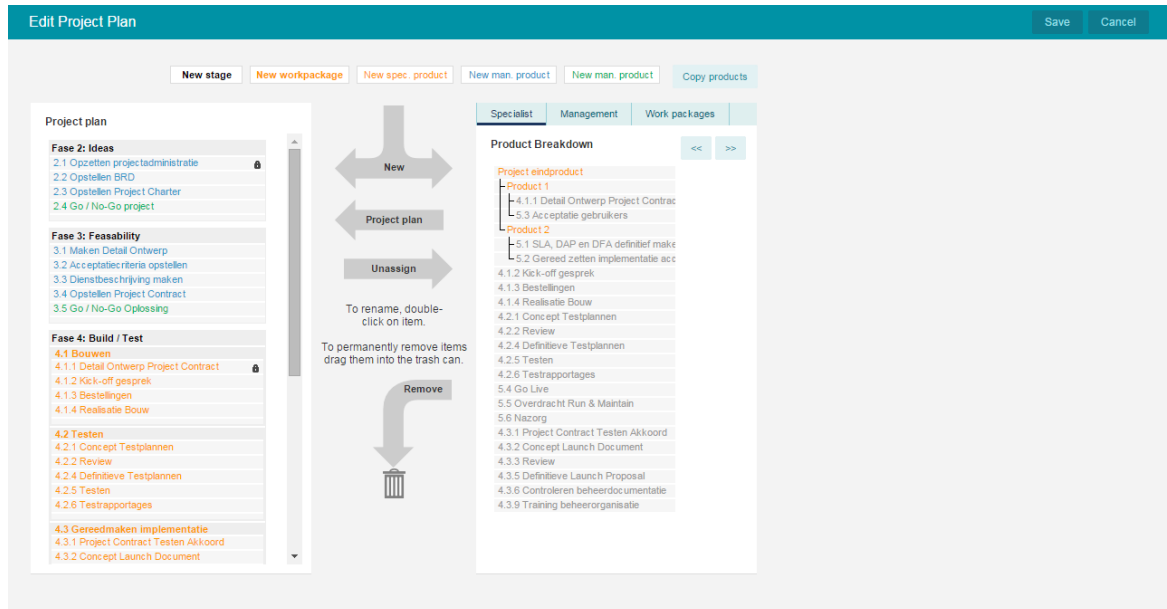 Edit Project Plan
Save
Cancel
New stage
New workpackage
New spec. product
New man. product
New man. product
Copy products
Project plan
Fase 2: Ideas
2.1 Opzetten projectadministratie
2.2 Opstellen BRD
2.3 Opstellen Project Charter
2.4 Go / No-Go project
Fase 3: Feasability
3.1 Maken Detail Ontwerp
3.2 Acceptatiecriteria opstellen
3.3 Dienstbeschrijving maken
3.4 Opstellen Project Contract
3.5 Go / No-Go Oplossing
Fase 4: Build / Test
4.1 Bouwen
4.1.1 Detail Ontwerp Project Contract
4.1.2 Kick-off gesprek
4.1.3 Bestellingen
4.1.4 Realisatie Bouw
4.2 Testen
4.2.1 Concept Testplannen
4.2.2 Review
4.2.4 Definitieve Testplannen
4.2.5 Testen
4.2.6 Testrapportages
4.3 Gereedmaken implementatie
4.3.1 Project Contract Testen Akkoord
4.3.2 Concept Launch Document
New
Project plan
Unassign
To rename, double-
click on item.
To permanently remove items
drag them into the trash can.
Remove
Specialist
Management
Work packages
Product Breakdown
<<
>>
Project eindproduct
Product 1
4.1.1 Detail Ontwerp Project Contrac
5.3 Acceptatie gebruikers
Product 2
5.1 SLA, DAP en DFA definitief make
5.2 Gereed zetten implementatie acc
4.1.2 Kick-off gesprek
4.1.3 Bestellingen
4.1.4 Realisatie Bouw
4.2.1 Concept Testplannen
4.2.2 Review
4.2.4 Definitieve Testplannen
4.2.5 Testen
4.2.6 Testrapportages
5.4 Go Live
5.5 Overdracht Run & Maintain
5.6 Nazorg
4.3.1 Project Contract Testen Akkoord
4.3.2 Concept Launch Document
4.3.3 Review
4.3.5 Definitieve Launch Proposal
4.3.6 Controleren beheerdocumentatie
4.3.9 Training beheerorganisatie